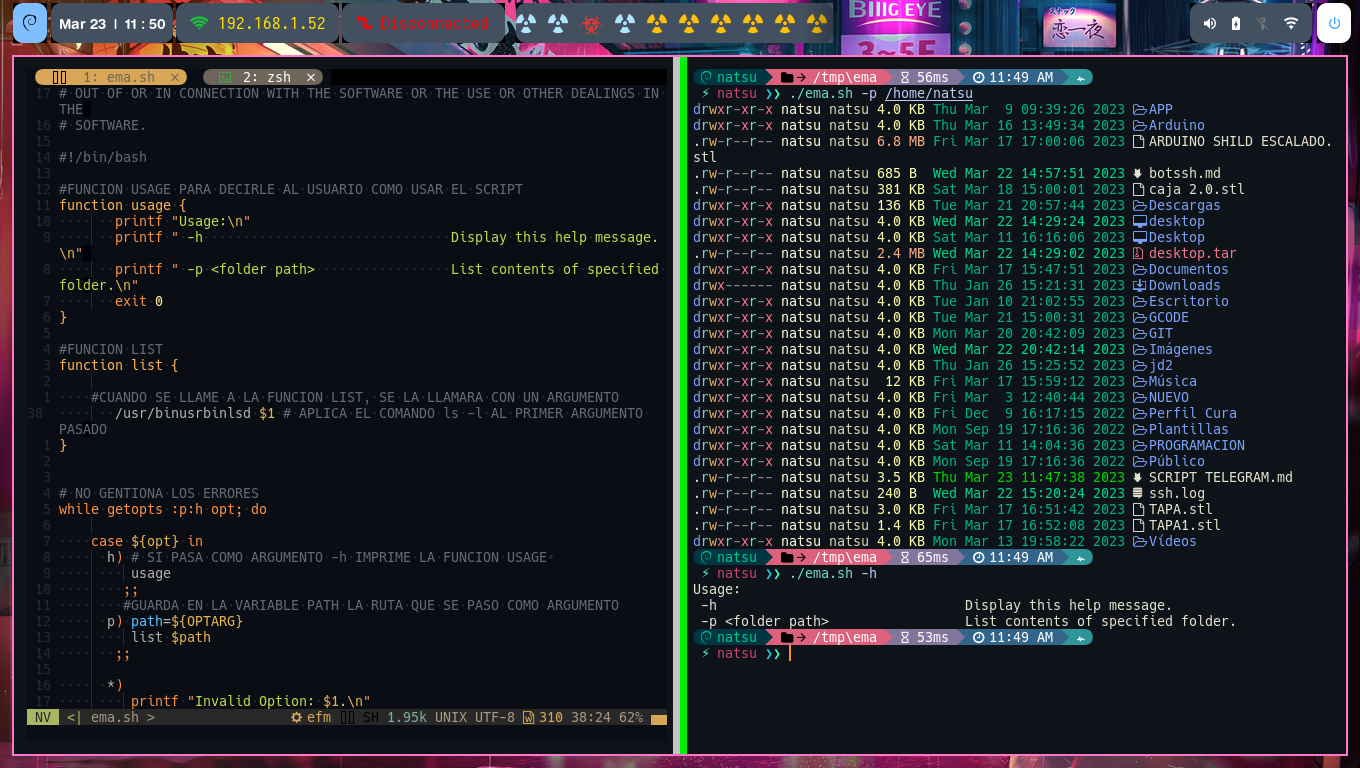 Mar 23 | 11:50
192.168.1.52
Disconnected
BIIIG EYE
3~5F
スナック
恋一夜
1: ema.sh ×
2: zsh ×
17 # OUT OF OR IN CONNECTION WITH THE SOFTWARE OR THE USE OR OTHER DEALINGS IN
THE
16 # SOFTWARE.
15
14 #!/bin/bash
13
12 #FUNCION USAGE PARA DECIRLE AL USUARIO COMO USAR EL SCRIPT
11 function usage {
10 printf "Usage:\n"
9 printf " -h Display this help message.
\n"
8 printf " -p <folder path> List contents of specified
folder.\n"
7 exit 0
6 }
5
4 #FUNCION LIST
3 function list {
2
1 #CUANDO SE LLAME A LA FUNCION LIST, SE LA LLAMARA CON UN ARGUMENTO
38 /usr/binusrbinlsd $1 # APLICA EL COMANDO ls -l AL PRIMER ARGUMENTO
PASADO
1 }
2
3
4 # NO GENTIONA LOS ERRORES
5 while getopts :p:h opt; do
6
7 case ${opt} in
8 h) # SI PASA COMO ARGUMENTO -h IMPRIME LA FUNCION USAGE
9 usage
10 ;;
11 #GUARDA EN LA VARIABLE PATH LA RUTA QUE SE PASO COMO ARGUMENTO
12 p) path=${OPTARG}
13 list $path
14 ;;
15
16 *)
17 printf "Invalid Option: $1.\n"
NV <| ema.sh > efm SH 1.95k UNIX UTF-8 310 38:24 62%
natsu /tmp\ema 56ms 11:49 AM
⚡ natsu ❯❯ ./ema.sh -p /home/natsu
drwxr-xr-x natsu natsu 4.0 KB Thu Mar 9 09:39:26 2023 APP
drwxr-xr-x natsu natsu 4.0 KB Thu Mar 16 13:49:34 2023 Arduino
.rw-r--r-- natsu natsu 6.8 MB Fri Mar 17 17:00:06 2023 ARDUINO SHILD ESCALADO.
stl
.rw-r--r-- natsu natsu 685 B Wed Mar 22 14:57:51 2023 botssh.md
.rw-r--r-- natsu natsu 381 KB Sat Mar 18 15:00:01 2023 caja 2.0.stl
drwxr-xr-x natsu natsu 136 KB Tue Mar 21 20:57:44 2023 Descargas
drwxr-xr-x natsu natsu 4.0 KB Wed Mar 22 14:29:24 2023 desktop
drwxr-xr-x natsu natsu 4.0 KB Sat Mar 11 16:16:06 2023 Desktop
.rw-r--r-- natsu natsu 2.4 MB Wed Mar 22 14:29:02 2023 desktop.tar
drwxr-xr-x natsu natsu 4.0 KB Fri Mar 17 15:47:51 2023 Documentos
drwx------ natsu natsu 4.0 KB Thu Jan 26 15:21:31 2023 Downloads
drwxr-xr-x natsu natsu 4.0 KB Tue Jan 10 21:02:55 2023 Escritorio
drwxr-xr-x natsu natsu 4.0 KB Tue Mar 21 15:00:31 2023 GCODE
drwxr-xr-x natsu natsu 4.0 KB Mon Mar 20 20:42:09 2023 GIT
drwxr-xr-x natsu natsu 4.0 KB Wed Mar 22 20:42:14 2023 Imágenes
drwxr-xr-x natsu natsu 4.0 KB Thu Jan 26 15:25:52 2023 jd2
drwxr-xr-x natsu natsu 12 KB Fri Mar 17 15:59:12 2023 Música
drwxr-xr-x natsu natsu 4.0 KB Fri Mar 3 12:40:44 2023 NUEVO
drwxr-xr-x natsu natsu 4.0 KB Fri Dec 9 16:17:15 2022 Perfil Cura
drwxr-xr-x natsu natsu 4.0 KB Mon Sep 19 17:16:36 2022 Plantillas
drwxr-xr-x natsu natsu 4.0 KB Sat Mar 11 14:04:36 2023 PROGRAMACION
drwxr-xr-x natsu natsu 4.0 KB Mon Sep 19 17:16:36 2022 Público
.rw-r--r-- natsu natsu 3.5 KB Thu Mar 23 11:47:38 2023 SCRIPT TELEGRAM.md
.rw-r--r-- natsu natsu 240 B Wed Mar 22 15:20:24 2023 ssh.log
.rw-r--r-- natsu natsu 3.0 KB Fri Mar 17 16:51:42 2023 TAPA.stl
.rw-r--r-- natsu natsu 1.4 KB Fri Mar 17 16:52:08 2023 TAPA1.stl
drwxr-xr-x natsu natsu 4.0 KB Mon Mar 13 19:58:22 2023 Vídeos
natsu /tmp\ema 65ms 11:49 AM
⚡ natsu ❯❯ ./ema.sh -h
Usage:
-h Display this help message.
-p <folder path> List contents of specified folder.
natsu /tmp\ema 53ms 11:49 AM
⚡ natsu ❯❯